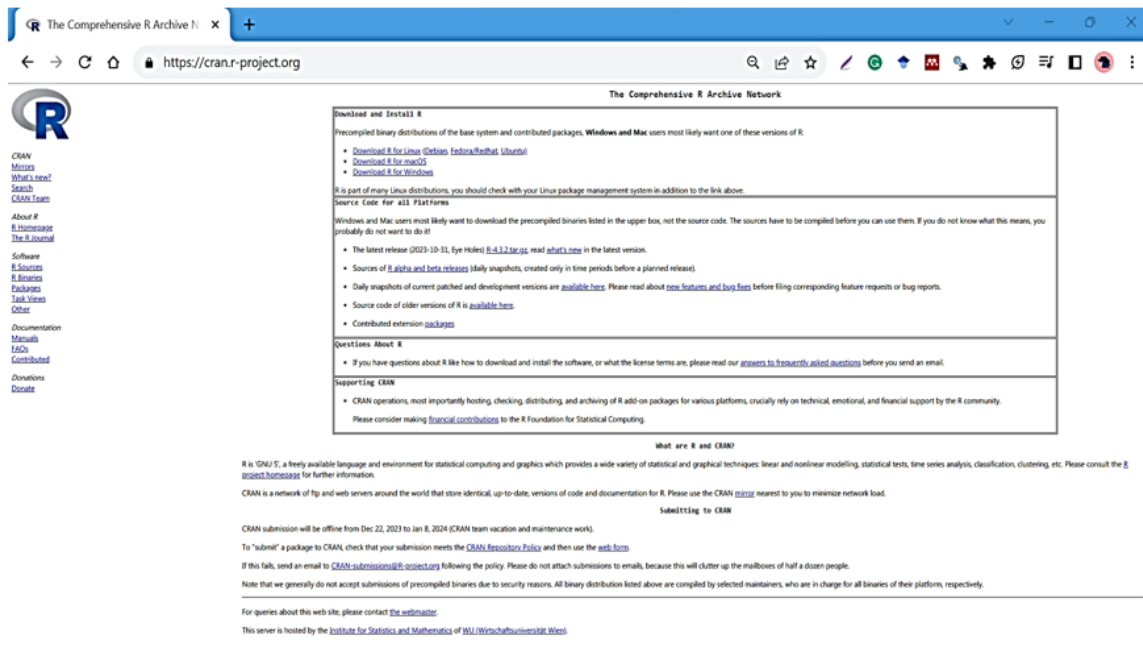 The Comprehensive R Archive N
https://cran.r-project.org
R
CRAN
Mirrors
What's new?
Search
CRAN Team
About R
R Homepage
The R Journal
Software
R Sources
R Binaries
Packages
Task Views
Other
Documentation
Manuals
FAQs
Contributed
Donations
Donate
The Comprehensive R Archive Network
Download and Install R
Precompiled binary distributions of the base system and contributed packages, Windows and Mac users most likely want one of these versions of R:
Download R for Linux (Debian, Fedora/Redhat, Ubuntu)
Download R for macOS
Download R for Windows
R is part of many Linux distributions, you should check with your Linux package management system in addition to the link above.
Source Code for all Platforms
Windows and Mac users most likely want to download the precompiled binaries listed in the upper box, not the source code. The sources have to be compiled before you can use them. If you do not know what this means, you
probably do not want to do it!
The latest release (2023-10-31, Eye Holes) R-4.3.2.tar.gz, read what's new in the latest version.
Sources of R alpha and beta releases (daily snapshots, created only in time periods before a planned release).
Daily snapshots of current patched and development versions are available here. Please read about new features and bug fixes before filing corresponding feature requests or bug reports.
Source code of older versions of R is available here.
Contributed extension packages
Questions About R
If you have questions about R like how to download and install the software, or what the license terms are, please read our answers to frequently asked questions before you send an email.
Supporting CRAN
CRAN operations, most importantly hosting, checking, distributing, and archiving of R add-on packages for various platforms, crucially rely on technical, emotional, and financial support by the R community.
Please consider making financial contributions to the R Foundation for Statistical Computing.
What are R and CRAN?
R is 'GNU S', a freely available language and environment for statistical computing and graphics which provides a wide variety of statistical and graphical techniques: linear and nonlinear modelling, statistical tests, time series analysis, classification, clustering, etc. Please consult the R
project homepage for further information.
CRAN is a network of ftp and web servers around the world that store identical, up-to-date, versions of code and documentation for R. Please use the CRAN mirror nearest to you to minimize network load.
Submitting to CRAN
CRAN submission will be offline from Dec 22, 2023 to Jan 8, 2024 (CRAN team vacation and maintenance work).
To "submit" a package to CRAN, check that your submission meets the CRAN Repository Policy and then use the web form.
If this fails, send an email to CRAN-submissions@R-project.org following the policy. Please do not attach submissions to emails, because this will clutter up the mailboxes of half a dozen people.
Note that we generally do not accept submissions of precompiled binaries due to security reasons. All binary distribution listed above are compiled by selected maintainers, who are in charge for all binaries of their platform, respectively.
For queries about this web site, please contact the webmaster.
This server is hosted by the Institute for Statistics and Mathematics of WU (Wirtschaftsuniversität Wien).